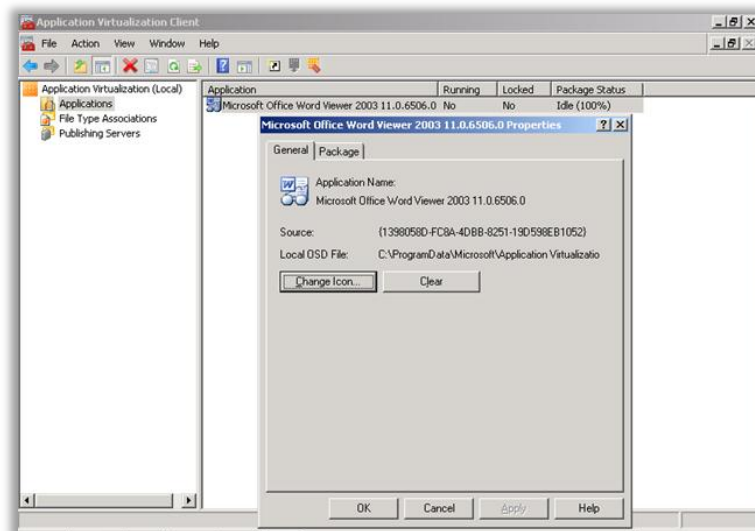 Application Virtualization Client
File Action View Window Help
Application Virtualization (Local)
Applications
File Type Associations
Publishing Servers
Application Running Locked Package Status
Microsoft Office Word Viewer 2003 11.0.6506.0 No No Idle (100%)
Microsoft Office Word Viewer 2003 11.0.6506.0 Properties
General Package
Application Name:
Microsoft Office Word Viewer 2003 11.0.6506.0
Source: {1398058D-FC8A-4DBB-8251-19D598EB1052}
Local OSD File: C:\ProgramData\Microsoft\Application Virtualizatio
Change Icon... Clear
OK Cancel Apply Help